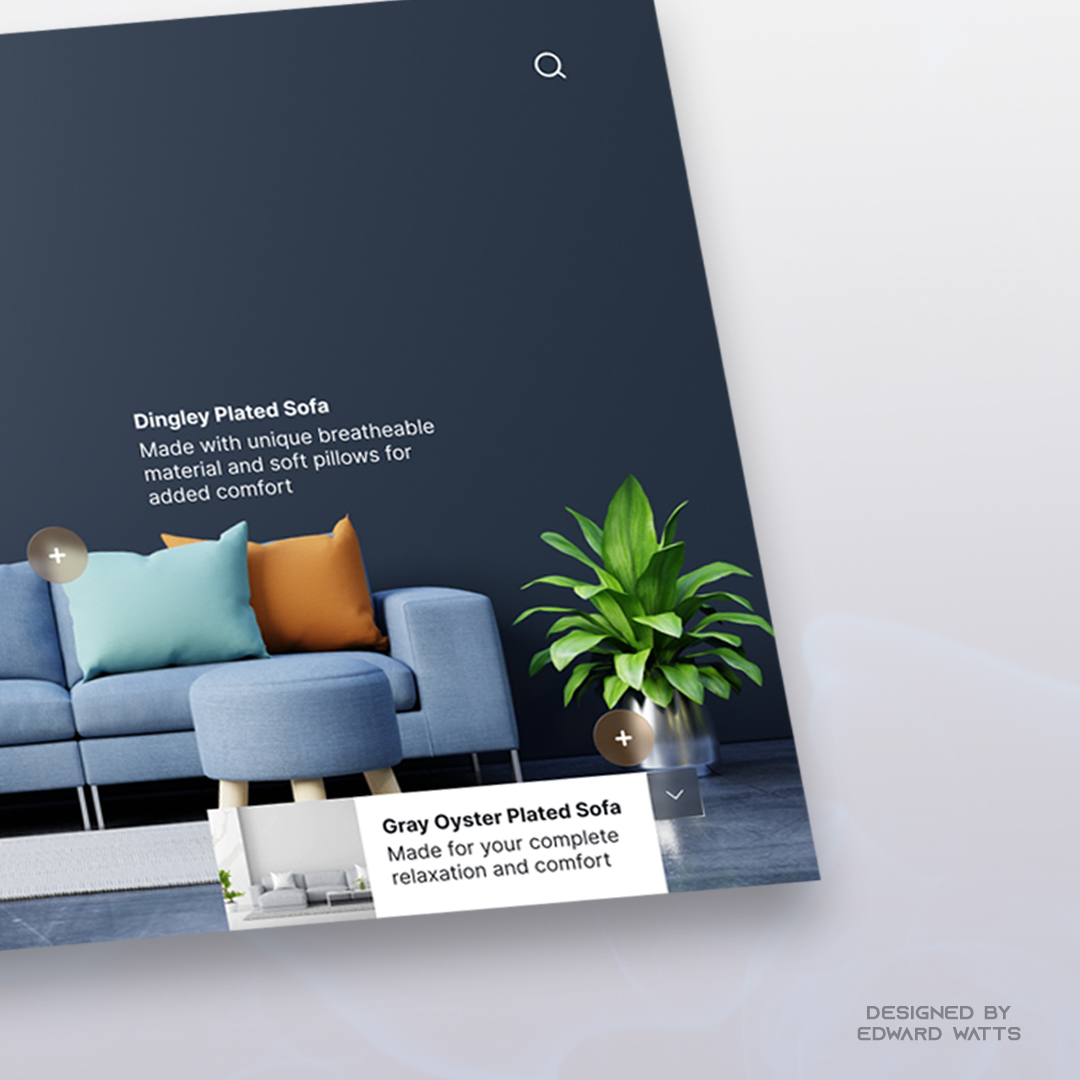 Dingley Plated Sofa
Made with unique breatheable
material and soft pillows for
added comfort
Gray Oyster Plated Sofa
Made for your complete
relaxation and comfort
DESIGNED BY
EDWARD WATTS